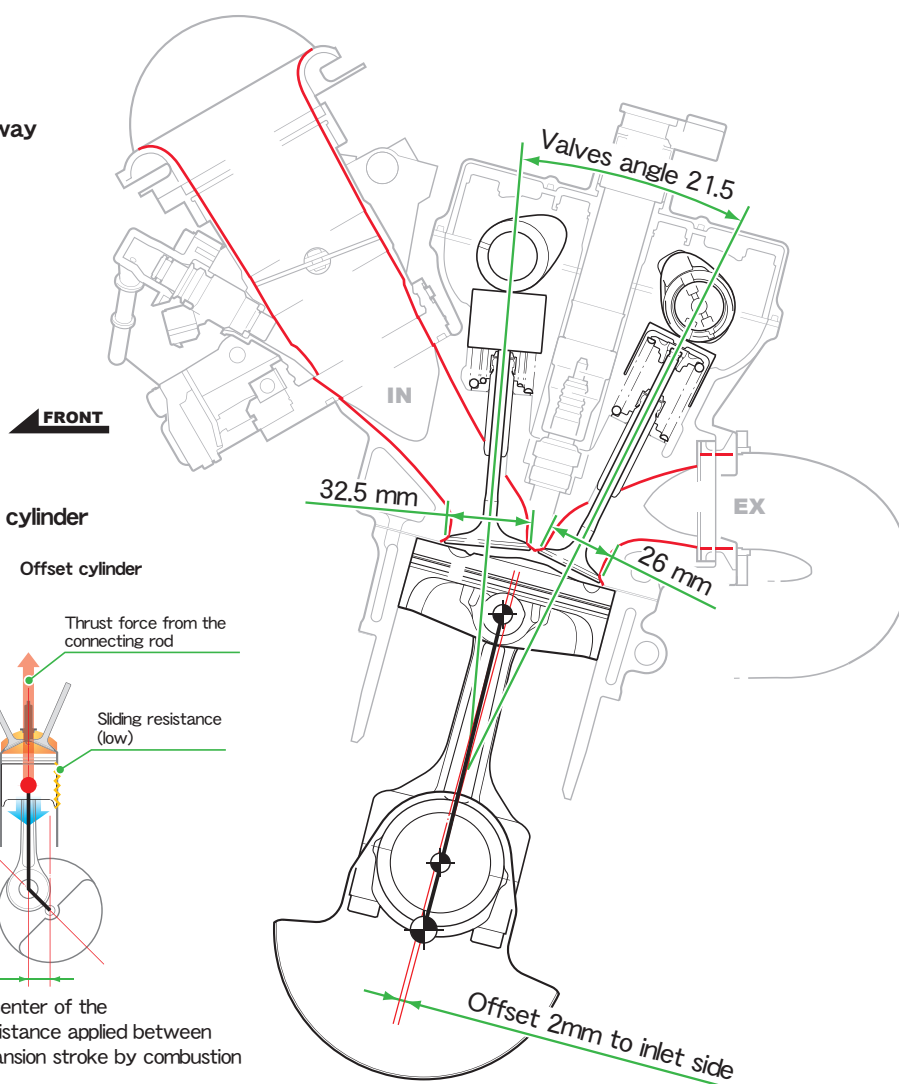 way
Valves angle 21.5
IN
FRONT
32.5 mm
EX
cylinder
26 mm
Offset cylinder
Thrust force from the
connecting rod
Sliding resistance
(low)
Offset 2mm to inlet side
enter of the
istance applied between
ansion stroke by combustion